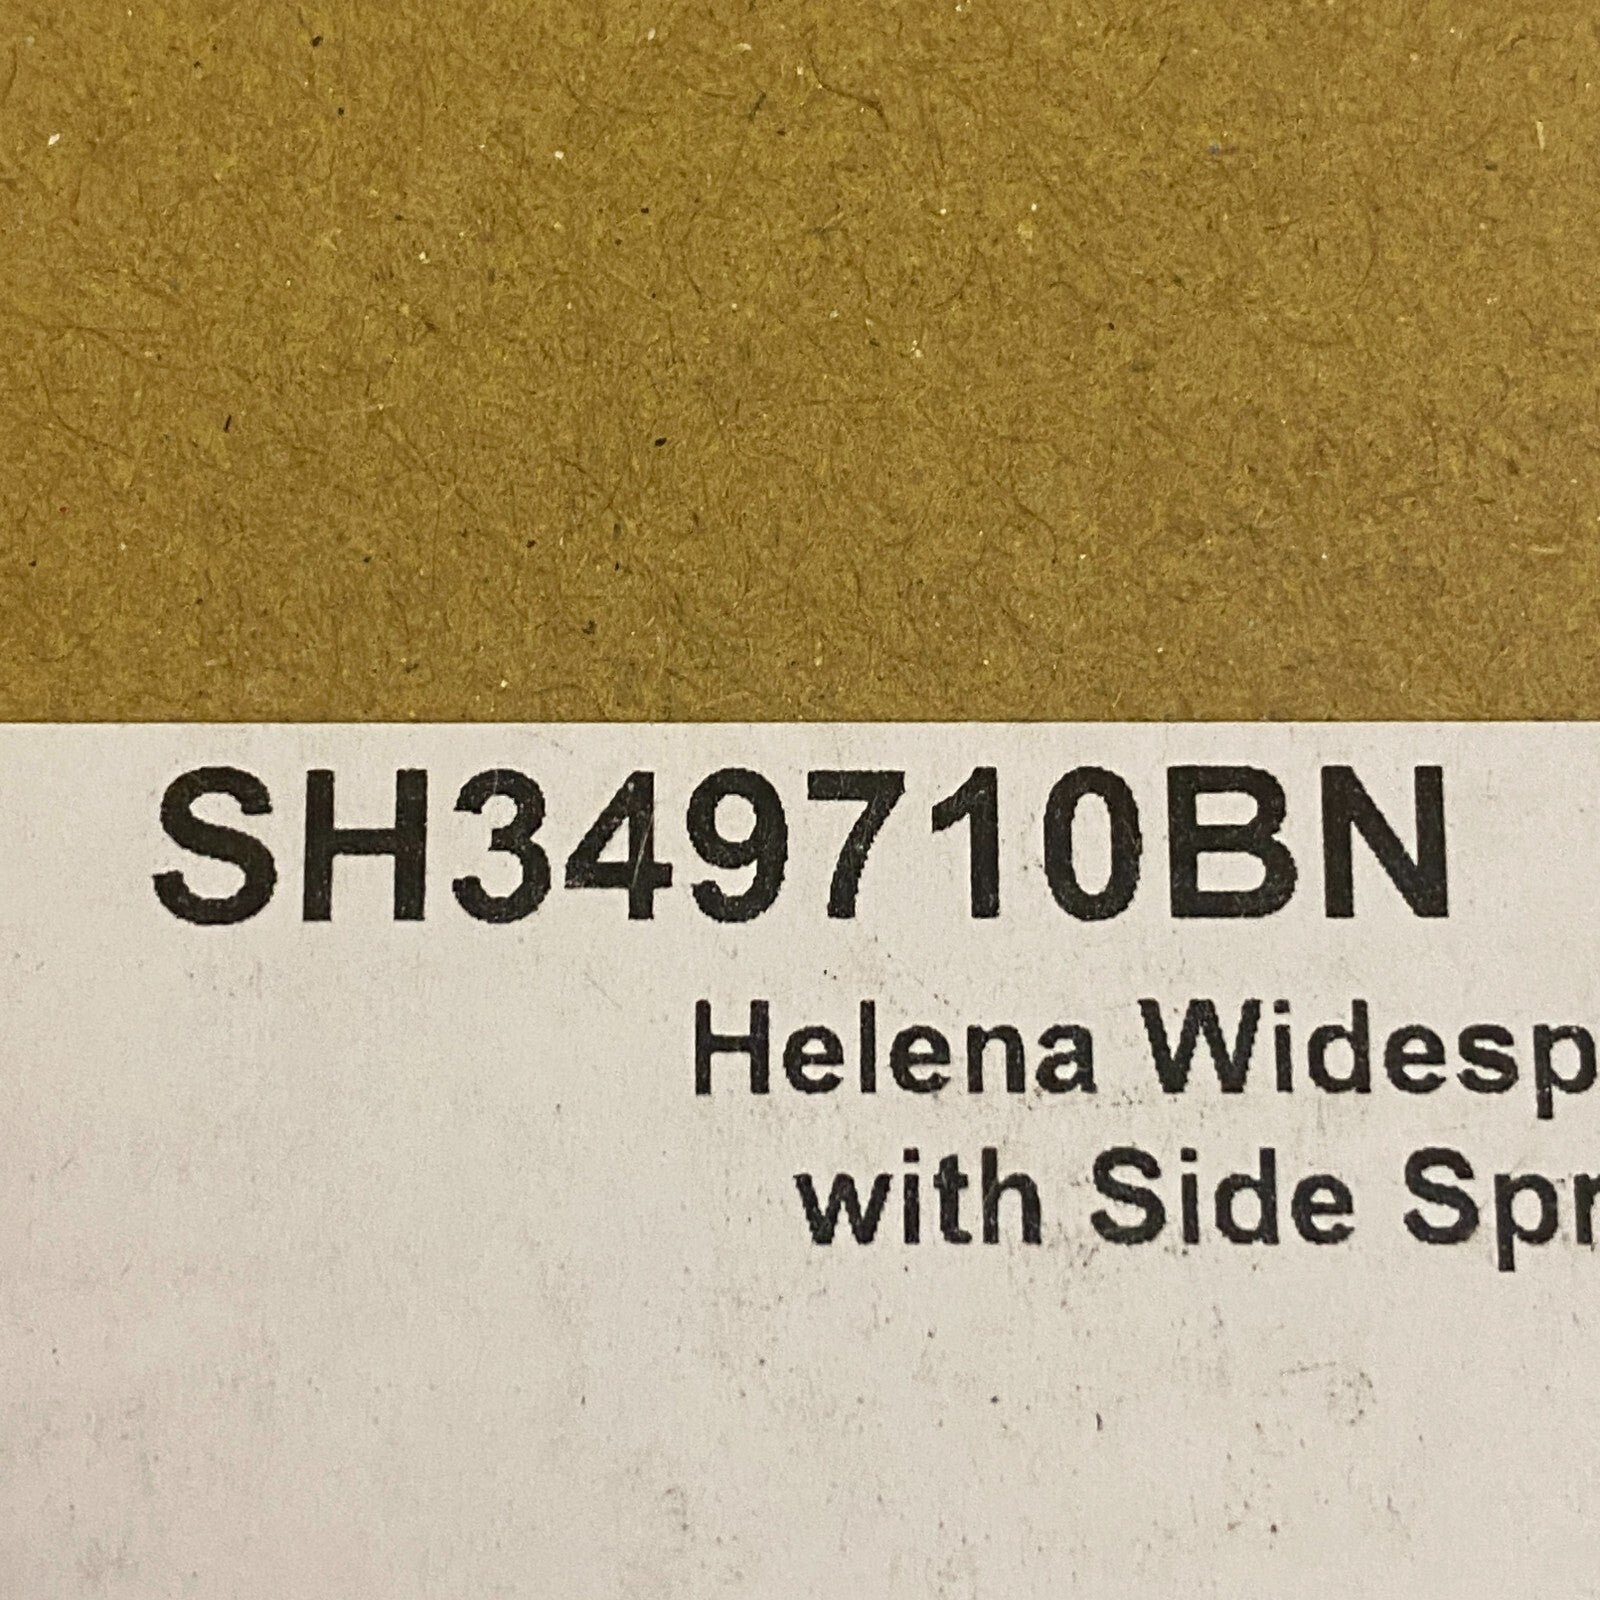 SH349710BN
Helena Widesp
with Side Spr